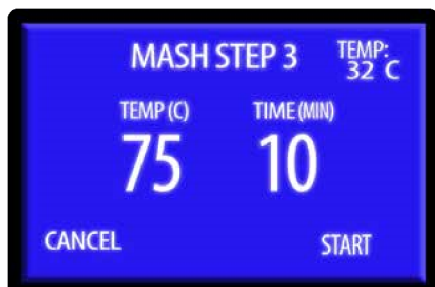 MASH STEP 3
TEMP:
32 C
TEMP (C) TIME (MIN)
75 10
CANCEL START